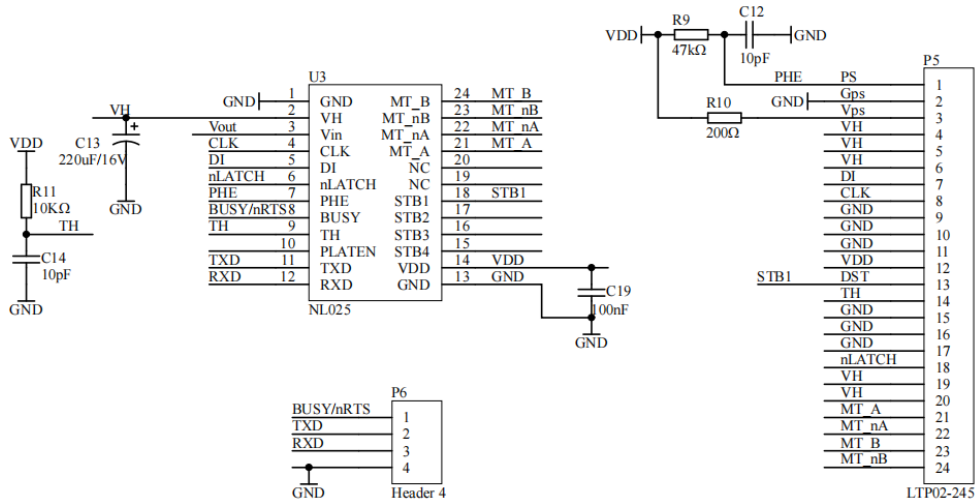 C12
R9
VDD
GND
47kΩ
10pF
P5
PHE PS 1
GND Gps 2
Vps 3
R10
200Ω
VH 4
VH 5
VH 6
DI 7
CLK 8
GND 9
GND 10
GND 11
VDD 12
STB1 DST 13
TH 14
GND 15
GND 16
GND 17
nLATCH 18
VH 19
VH 20
MT_A 21
MT_nA 22
MT_B 23
MT_nB 24
LTP02-245
U3
GND 1 GND MT_B 24 MT_B
VH 2 VH MT_nB 23 MT_nB
Vout 3 Vin MT_nA 22 MT_nA
CLK 4 CLK MT_A 21 MT_A
DI 5 DI NC 20
nLATCH 6 nLATCH NC 19
PHE 7 PHE STB1 18 STB1
BUSY/nRTS 8 BUSY STB2 17
TH 9 TH STB3 16
10 PLATEN STB4 15
TXD 11 TXD VDD 14 VDD
RXD 12 RXD GND 13 GND
NL025
+
C13
220uF/16V
GND
VDD
R11
10KΩ
TH
C14
10pF
GND
C19
100nF
GND
P6
BUSY/nRTS 1
TXD 2
RXD 3
4
GND
Header 4